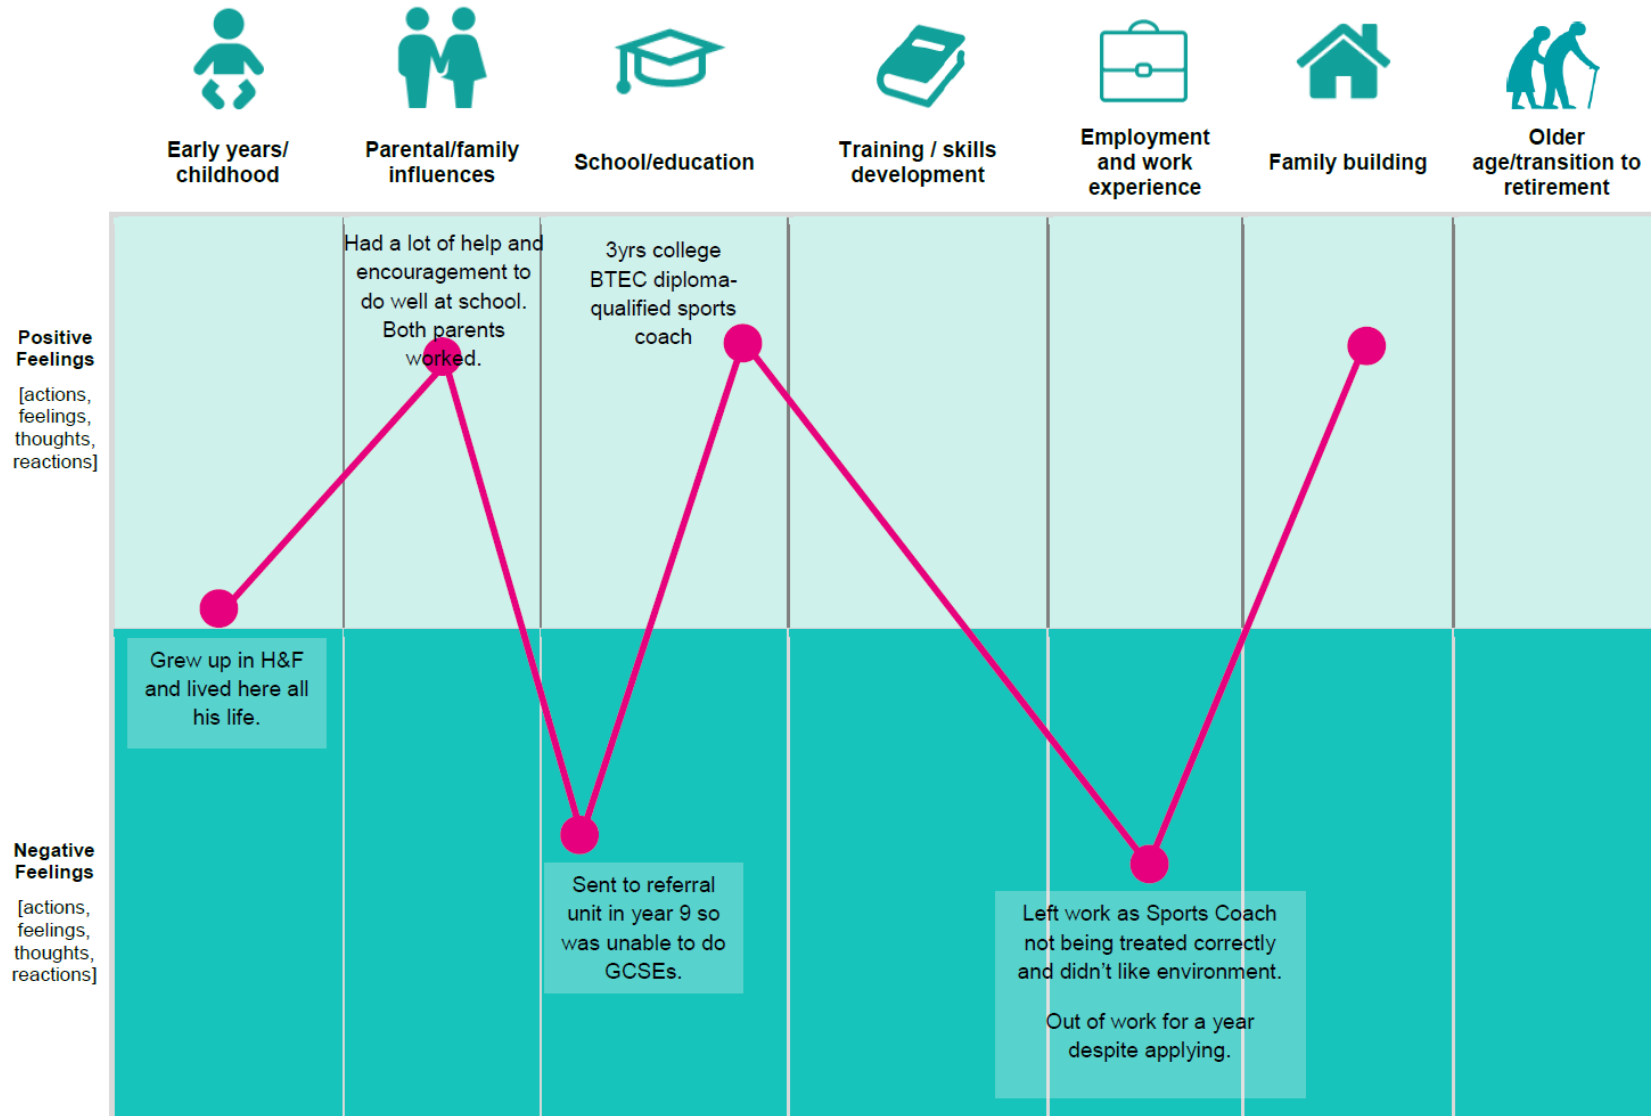 Early years/
childhood
Parental/family
influences
School/education
Training / skills
development
Employment
and work
experience
Family building
Older
age/transition to
retirement
Positive
Feelings
[actions,
feelings,
thoughts,
reactions]
Had a lot of help and
encouragement to
do well at school.
Both parents
worked.
3yrs college
BTEC diploma-
qualified sports
coach
Grew up in H&F
and lived here all
his life.
Negative
Feelings
[actions,
feelings,
thoughts,
reactions]
Sent to referral
unit in year 9 so
was unable to do
GCSEs.
Left work as Sports Coach
not being treated correctly
and didn’t like environment.
Out of work for a year
despite applying.